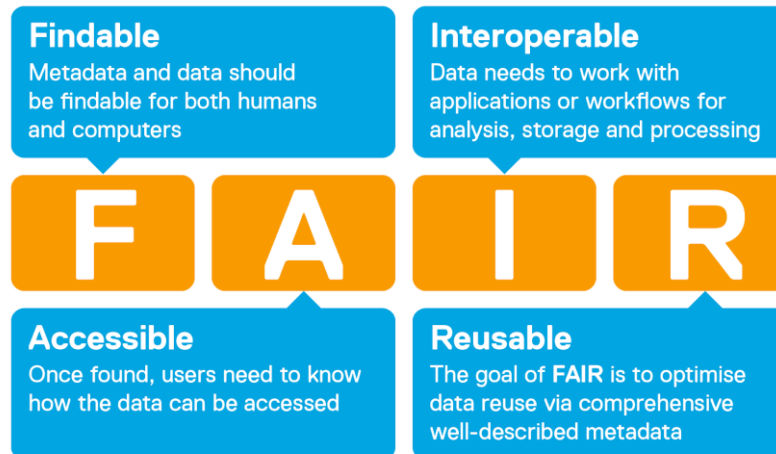 Findable
Metadata and data should
be findable for both humans
and computers
Interoperable
Data needs to work with
applications or workflows for
analysis, storage and processing
F A I R
Accessible
Once found, users need to know
how the data can be accessed
Reusable
The goal of FAIR is to optimise
data reuse via comprehensive
well-described metadata